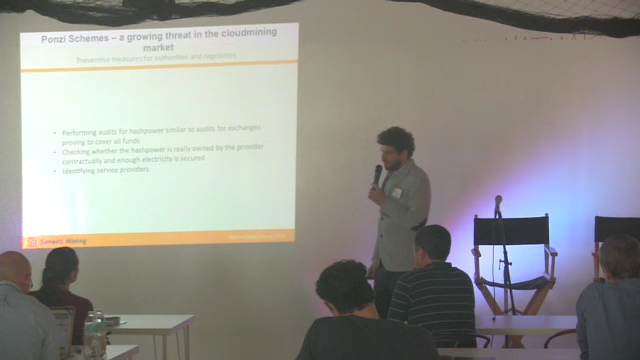 Ponzi Schemes – a growing threat in the cloudmining
market
Preventive measures for authorities and regulators
• Performing audits for hashpower similar to audits for exchanges
proving to cover all funds
• Checking whether the hashpower is really owned by the provider
contractually and enough electricity is secured
• Identifying service providers
Genesis Mining